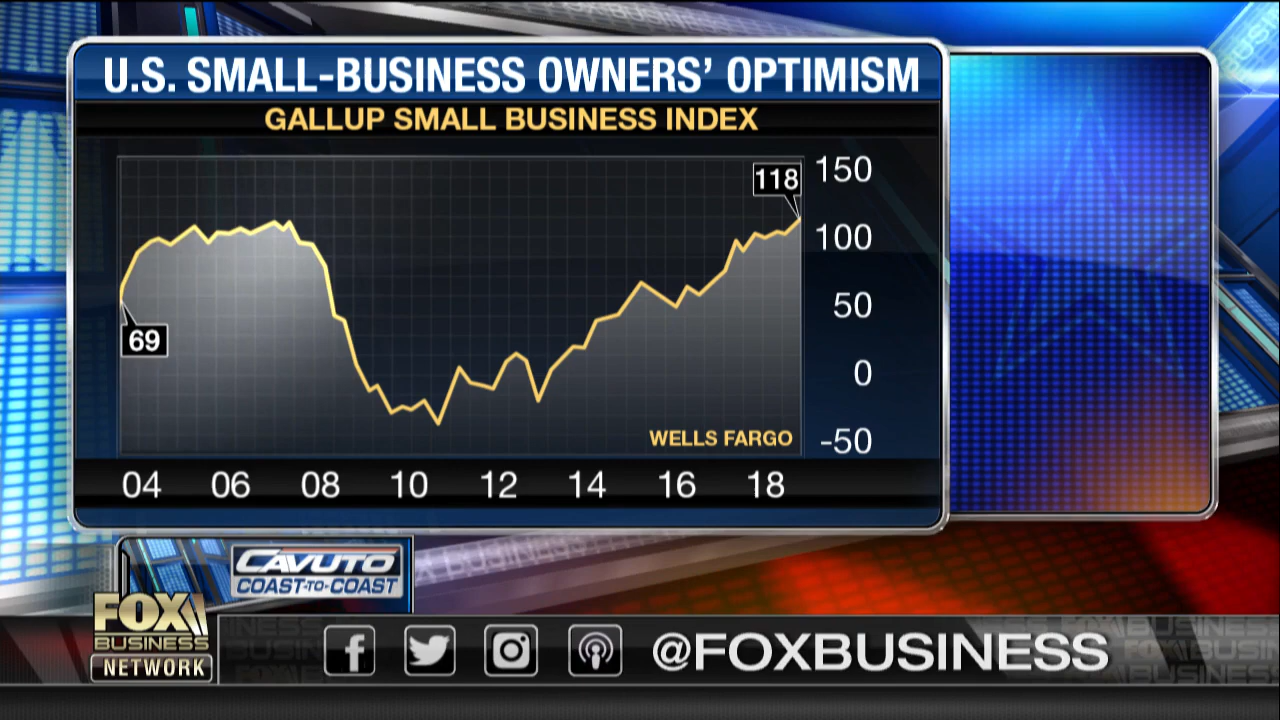 U.S. SMALL-BUSINESS OWNERS' OPTIMISM
GALLUP SMALL BUSINESS INDEX
118
150
100
69
50
0
WELLS FARGO
-50
04 06 08 10 12 14 16 18
CAVUTO
COAST-TO-COAST
FOX
BUSINESS
NETWORK
@FOXBUSINESS